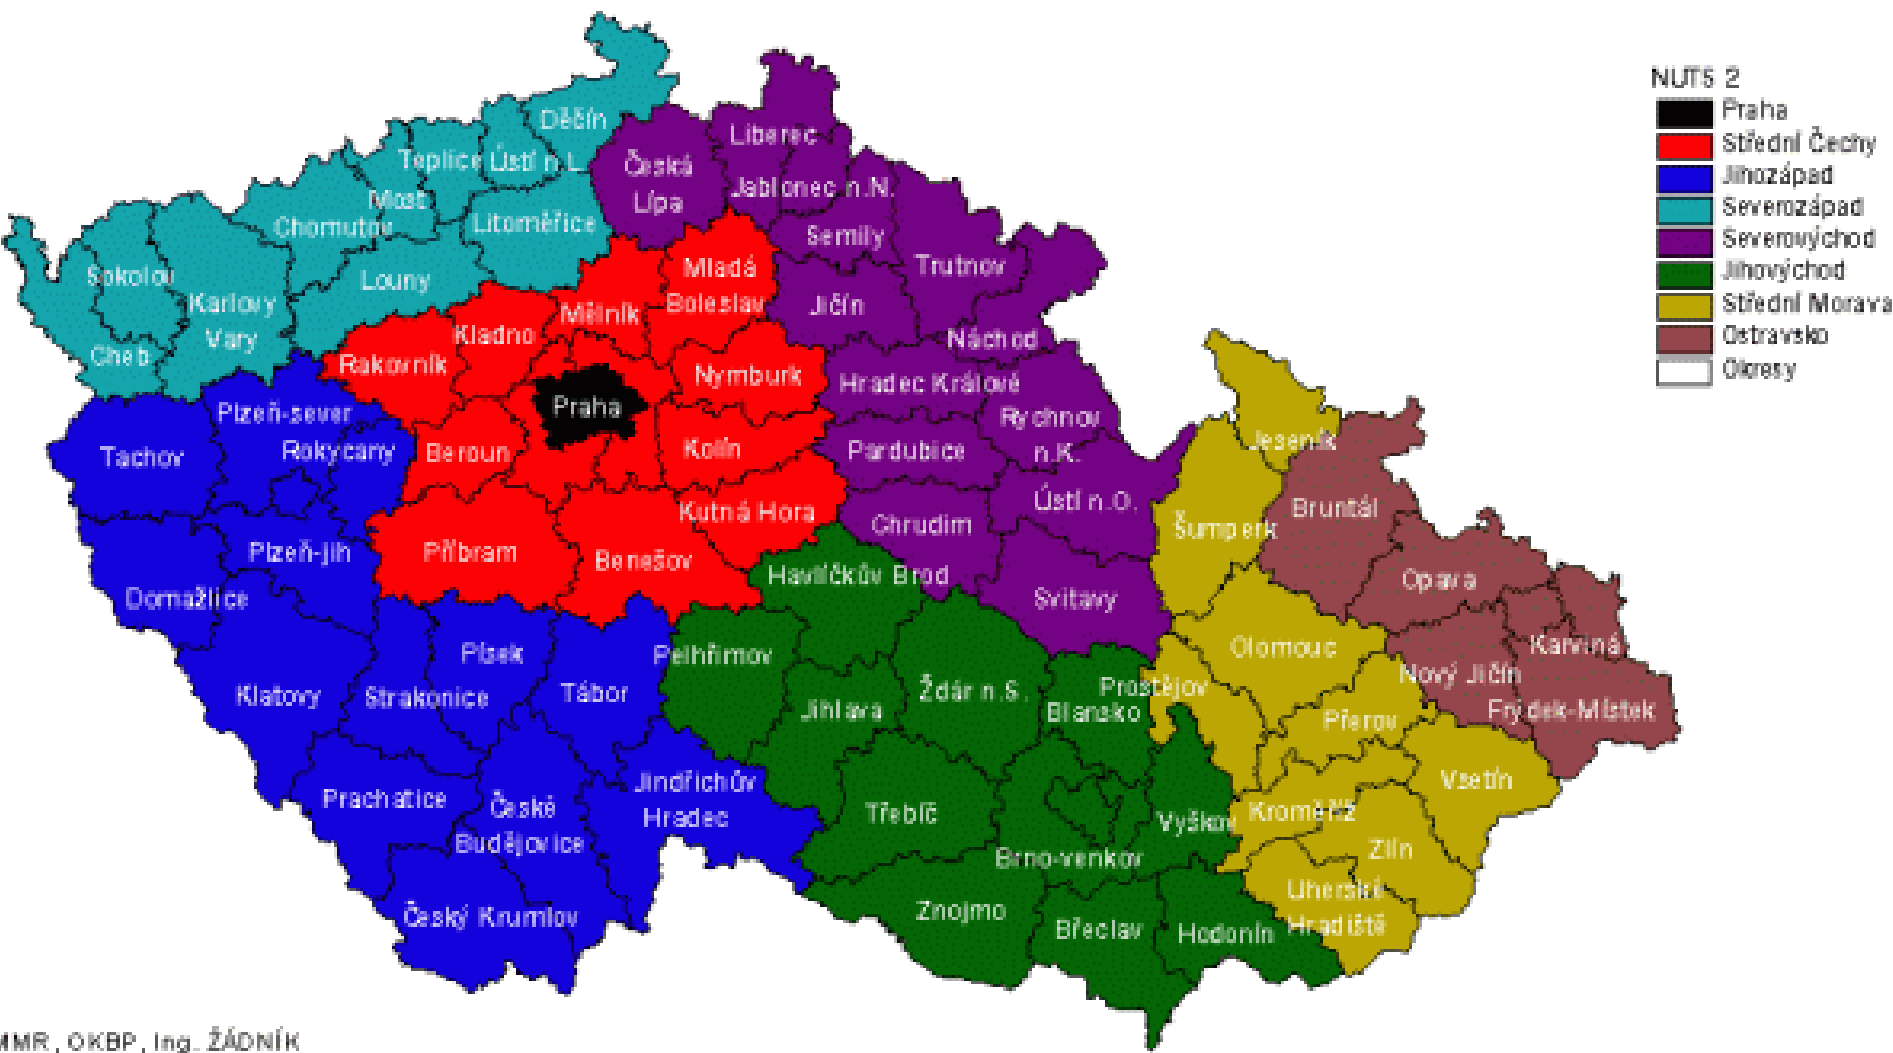 NUTS 2
Praha
Střední Čechy
Jihozápad
Severozápad
Severovýchod
Jihovýchod
Střední Morava
Ostravsko
Okresy
Děčín
Teplice
Ústí n.L.
Most
Chomutov
Litoměřice
Louny
Sokolov
Karlovy
Vary
Cheb
Česká
Lípa
Liberec
Jablonec n.N.
Semily
Trutnov
Jičín
Náchod
Hradec Králové
Rychnov
n.K.
Pardubice
Ústí n.O.
Chrudim
Svitavy
Mladá
Boleslav
Mělník
Kladno
Rakovník
Nymburk
Praha
Beroun
Kolín
Kutná Hora
Příbram
Benešov
Plzeň-sever
Rokycany
Tachov
Plzeň-jih
Domažlice
Klatovy
Strakonice
Písek
Tábor
Prachatice
České
Budějovice
Jindřichův
Hradec
Český Krumlov
Havlíčkův Brod
Pelhřimov
Jihlava
Ždár n.S.
Blansko
Třebíč
Vyškov
Brno-venkov
Znojmo
Břeclav
Hodonín
Jeseník
Šumperk
Olomouc
Prostějov
Přerov
Kroměříž
Vsetín
Zlín
Uherské
Hradiště
Bruntál
Opava
Karviná
Nový Jičín
Frýdek-Místek
MMR, OKBP, Ing. ŽÁDNÍK